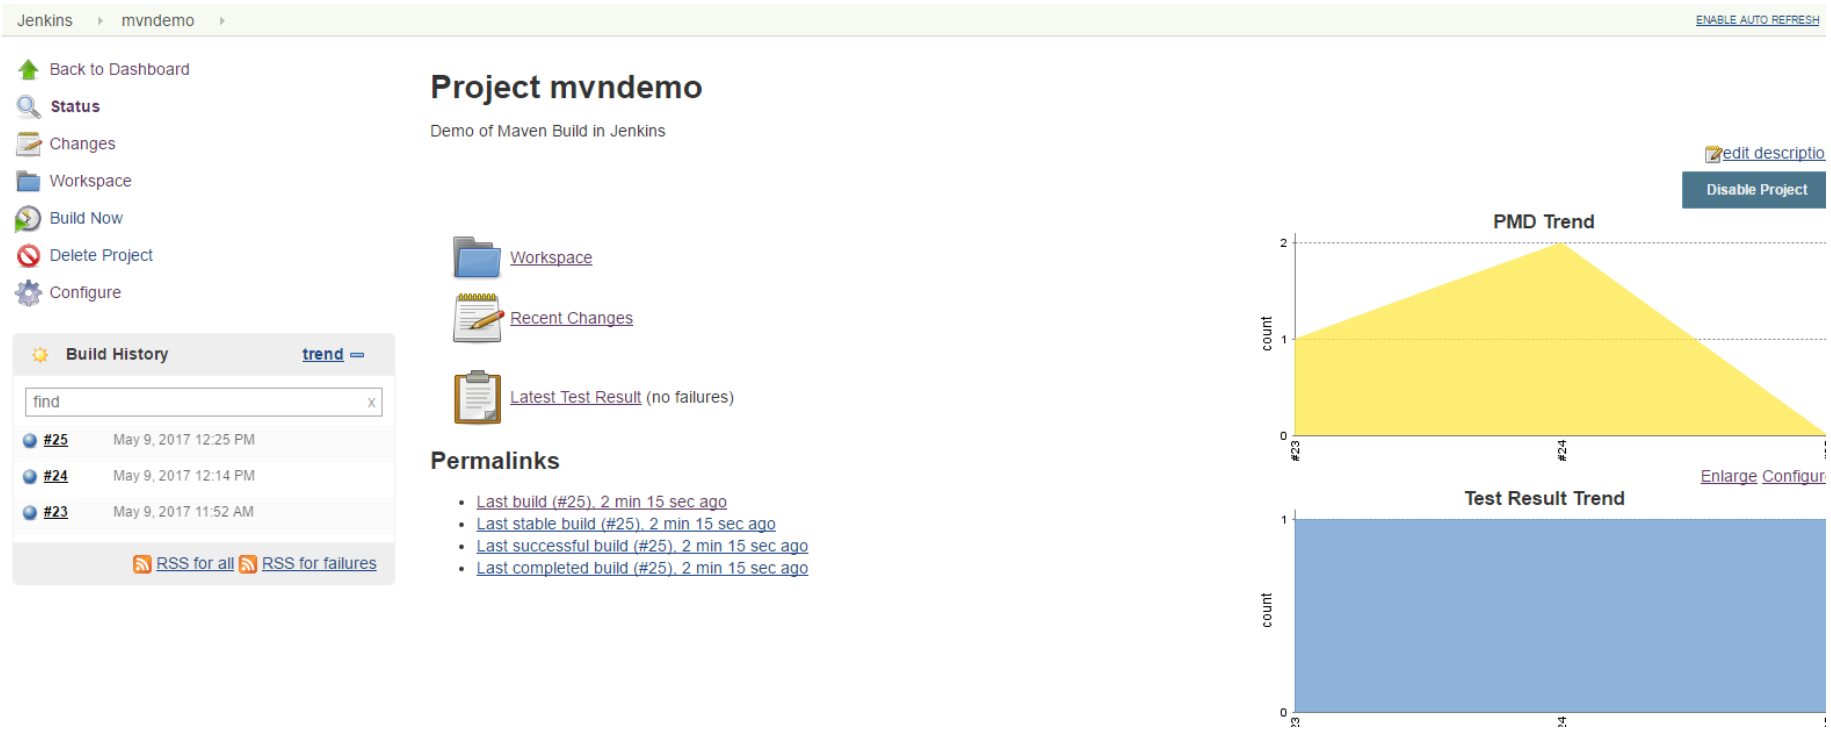 Jenkins mvndemo ENABLE AUTO REFRESH
Back to Dashboard
Status
Changes
Workspace
Build Now
Delete Project
Configure
Build History trend
find x
#25 May 9, 2017 12:25 PM
#24 May 9, 2017 12:14 PM
#23 May 9, 2017 11:52 AM
RSS for all RSS for failures
Project mvndemo
Demo of Maven Build in Jenkins
Workspace
Recent Changes
Latest Test Result (no failures)
Permalinks
Last build (#25), 2 min 15 sec ago
Last stable build (#25), 2 min 15 sec ago
Last successful build (#25), 2 min 15 sec ago
Last completed build (#25), 2 min 15 sec ago
edit descriptio
Disable Project
PMD Trend
2
count
1
0
#23 #24
Enlarge Configure
Test Result Trend
1
count
0
23 24